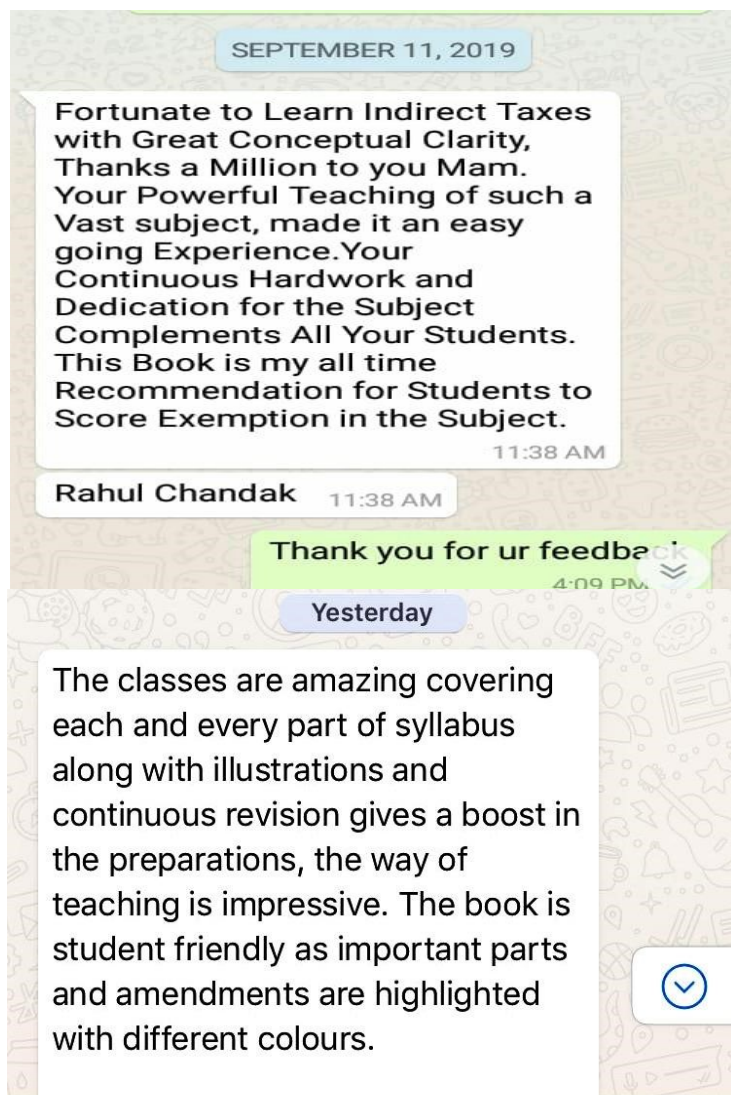 SEPTEMBER 11, 2019
Fortunate to Learn Indirect Taxes
with Great Conceptual Clarity,
Thanks a Million to you Mam.
Your Powerful Teaching of such a
Vast subject, made it an easy
going Experience.Your
Continuous Hardwork and
Dedication for the Subject
Complements All Your Students.
This Book is my all time
Recommendation for Students to
Score Exemption in the Subject.
11:38 AM
Rahul Chandak 11:38 AM
Thank you for ur feedback
4:09 PM
Yesterday
The classes are amazing covering
each and every part of syllabus
along with illustrations and
continuous revision gives a boost in
the preparations, the way of
teaching is impressive. The book is
student friendly as important parts
and amendments are highlighted
with different colours.